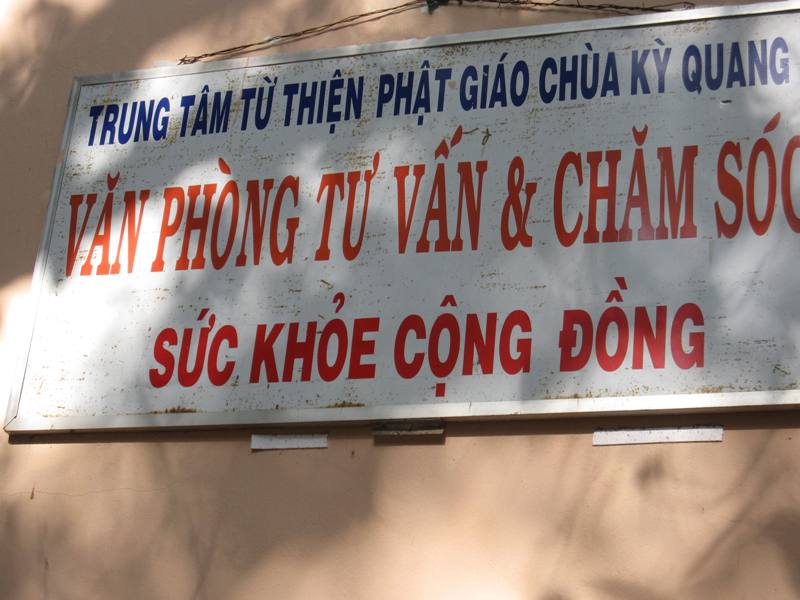 TRUNG TÂM TỪ THIỆN PHẬT GIÁO CHÙA KỲ QUANG
VĂN PHÒNG TƯ VẤN & CHĂM SÓC
SỨC KHỎE CỘNG ĐỒNG